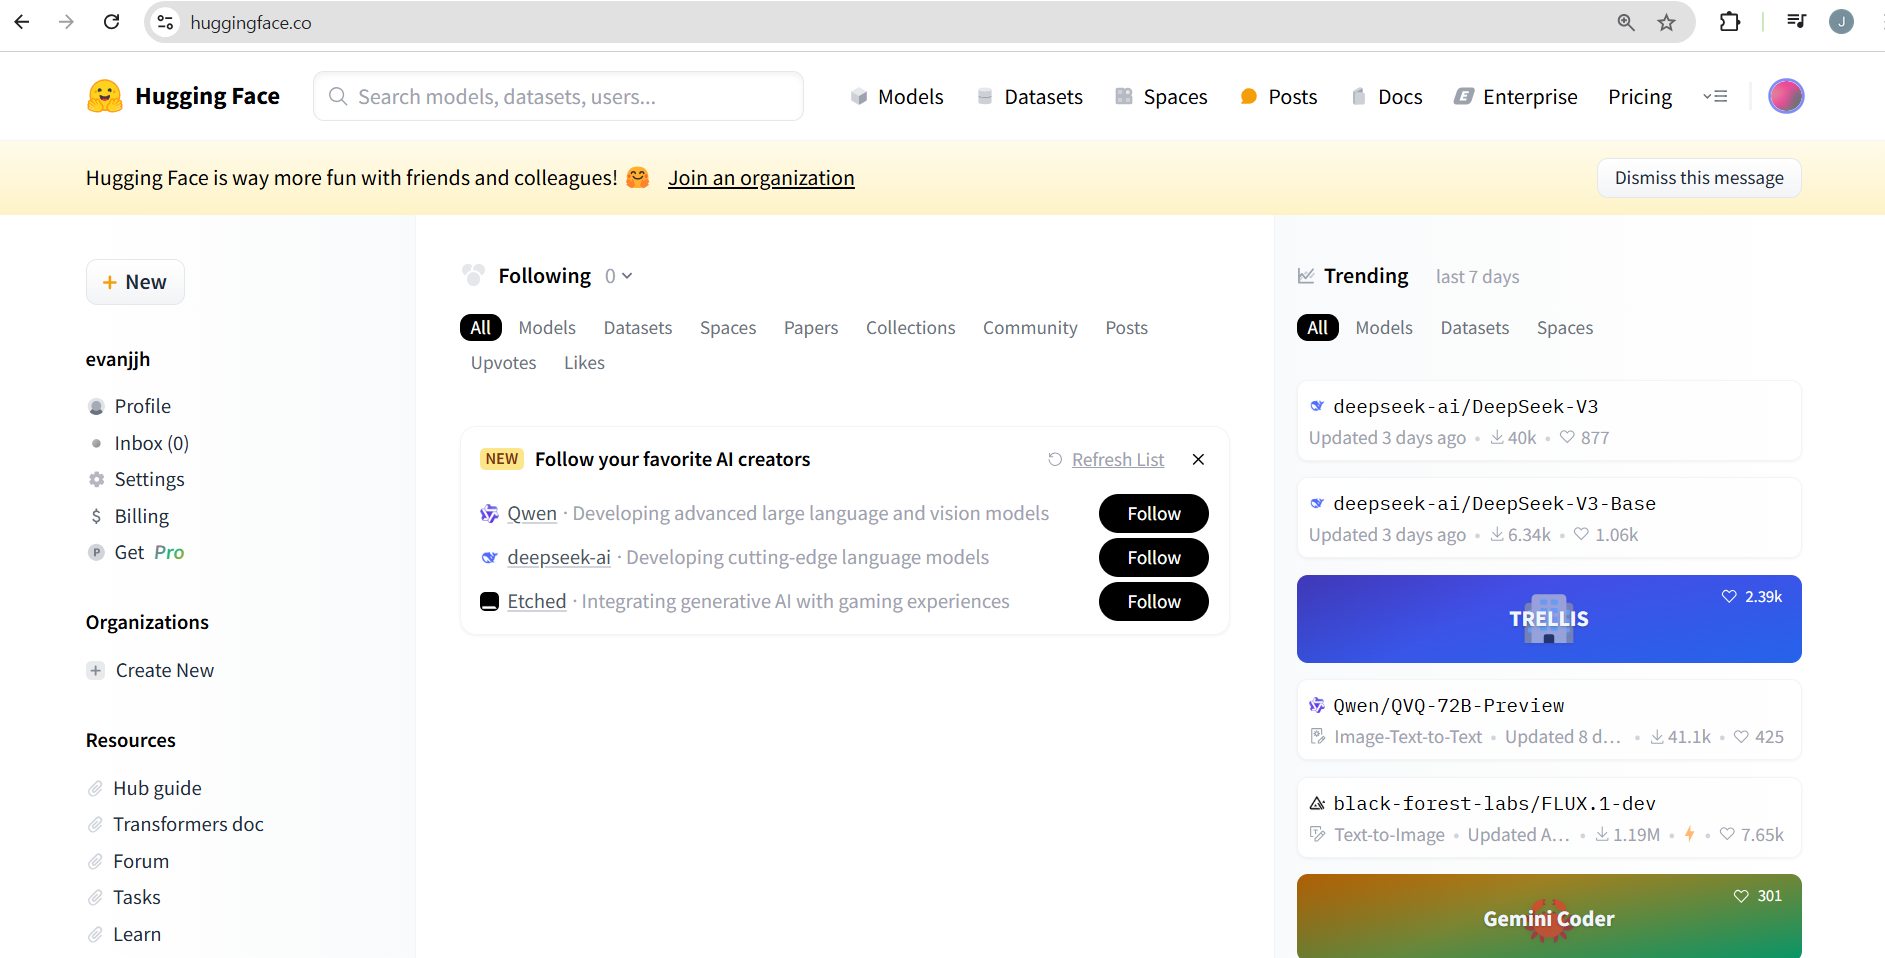 huggingface.co
J
Hugging Face
Search models, datasets, users...
Models
Datasets
Spaces
Posts
Docs
Enterprise
Pricing
Hugging Face is way more fun with friends and colleagues! 🤗 Join an organization
Dismiss this message
+ New
evanjjh
Profile
Inbox (0)
Settings
$ Billing
P Get Pro
Organizations
+ Create New
Resources
Hub guide
Transformers doc
Forum
Tasks
Learn
Following 0
All Models Datasets Spaces Papers Collections Community Posts
Upvotes Likes
NEW Follow your favorite AI creators
Refresh List
Qwen · Developing advanced large language and vision models
Follow
deepseek-ai · Developing cutting-edge language models
Follow
Etched · Integrating generative AI with gaming experiences
Follow
Trending last 7 days
All Models Datasets Spaces
deepseek-ai/DeepSeek-V3
Updated 3 days ago • 40k • 877
deepseek-ai/DeepSeek-V3-Base
Updated 3 days ago • 6.34k • 1.06k
2.39k
TRELLIS
Qwen/QVQ-72B-Preview
Image-Text-to-Text • Updated 8 d... • 41.1k • 425
black-forest-labs/FLUX.1-dev
Text-to-Image • Updated A... • 1.19M • • 7.65k
301
Gemini Coder